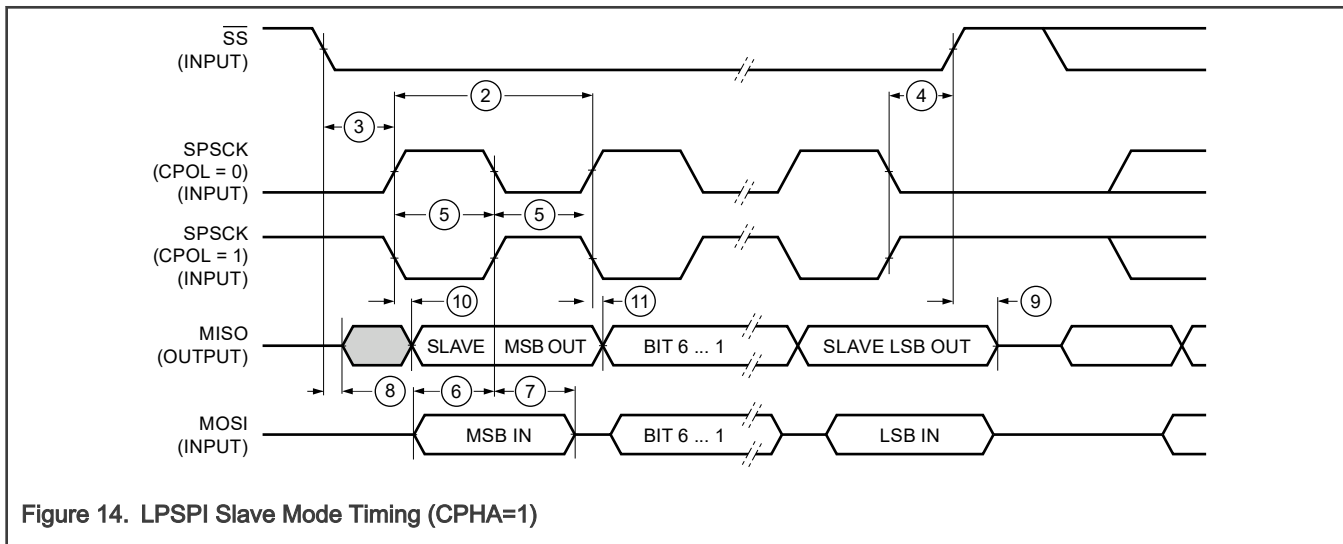 SS
(INPUT)
2
4
3
SPSCK
(CPOL = 0)
(INPUT)
5
5
SPSCK
(CPOL = 1)
(INPUT)
10
11
9
MISO
(OUTPUT)
SLAVE MSB OUT
BIT 6 ... 1
SLAVE LSB OUT
8
6
7
MOSI
(INPUT)
MSB IN
BIT 6 ... 1
LSB IN
Figure 14. LPSPI Slave Mode Timing (CPHA=1)